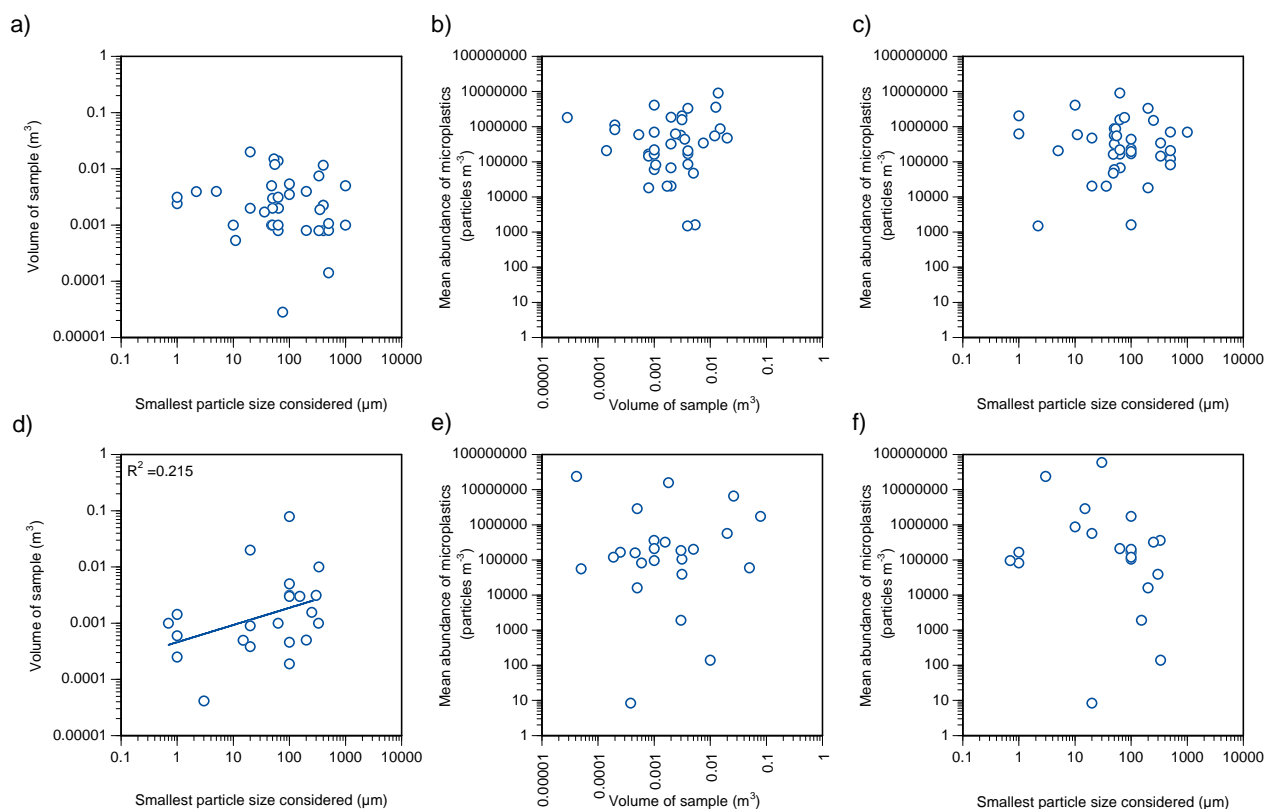 a)
Volume of sample (m³)
1
0.1
0.01
0.001
0.0001
0.00001
0.1 1 10 100 1000 10000
Smallest particle size considered (µm)
b)
Mean abundance of microplastics
(particles m⁻³)
100000000
1000000
100000
10000
1000
100
10
1
0.00001 0.001 0.01 0.1 1
Volume of sample (m³)
c)
Mean abundance of microplastics
(particles m⁻³)
100000000
1000000
100000
10000
1000
100
10
1
0.1 1 10 100 1000 10000
Smallest particle size considered (µm)
d)
R² =0.215
Volume of sample (m³)
1
0.1
0.01
0.001
0.0001
0.00001
0.1 1 10 100 1000 10000
Smallest particle size considered (µm)
e)
Mean abundance of microplastics
(particles m⁻³)
100000000
10000000
1000000
100000
10000
1000
100
10
1
0.00001 0.001 0.01 0.1 1
Volume of sample (m³)
f)
Mean abundance of microplastics
(particles m⁻³)
100000000
10000000
1000000
100000
10000
1000
100
10
1
0.1 1 10 100 1000 10000
Smallest particle size considered (µm)